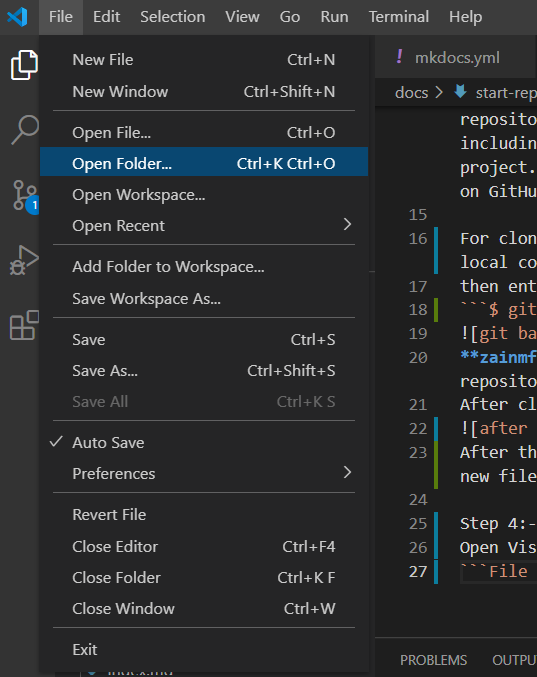 File Edit Selection View Go Run Terminal Help
New File Ctrl+N
New Window Ctrl+Shift+N
Open File... Ctrl+O
Open Folder... Ctrl+K Ctrl+O
Open Workspace...
Open Recent
Add Folder to Workspace...
Save Workspace As...
Save Ctrl+S
Save As... Ctrl+Shift+S
Save All Ctrl+K S
Auto Save
Preferences
Revert File
Close Editor Ctrl+F4
Close Folder Ctrl+K F
Close Window Ctrl+W
Exit
1
! mkdocs.yml
docs > start-rep
reposito
including
project.
on GitHu
15
16 For clon
local co
17 then ent
18 ```$ git
19 ![git ba
20 **zainmf
reposito
21 After cl
22 ![after
23 After th
new file
24
25 Step 4:-
26 Open Vis
27 ```File
PROBLEMS OUTPU